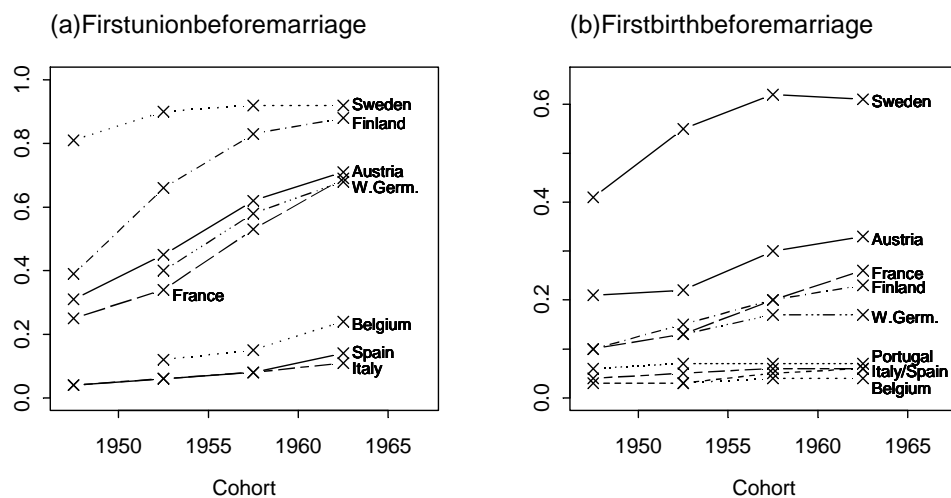 (a)Firstunionbeforemarriage
1.0
0.8
0.6
0.4
0.2
0.0
Sweden
Finland
Austria
W.Germ.
France
Belgium
Spain
Italy
1950 1955 1960 1965
Cohort
(b)Firstbirthbeforemarriage
0.6
0.4
0.2
0.0
Sweden
Austria
France
Finland
W.Germ.
Portugal
Italy/Spain
Belgium
1950 1955 1960 1965
Cohort